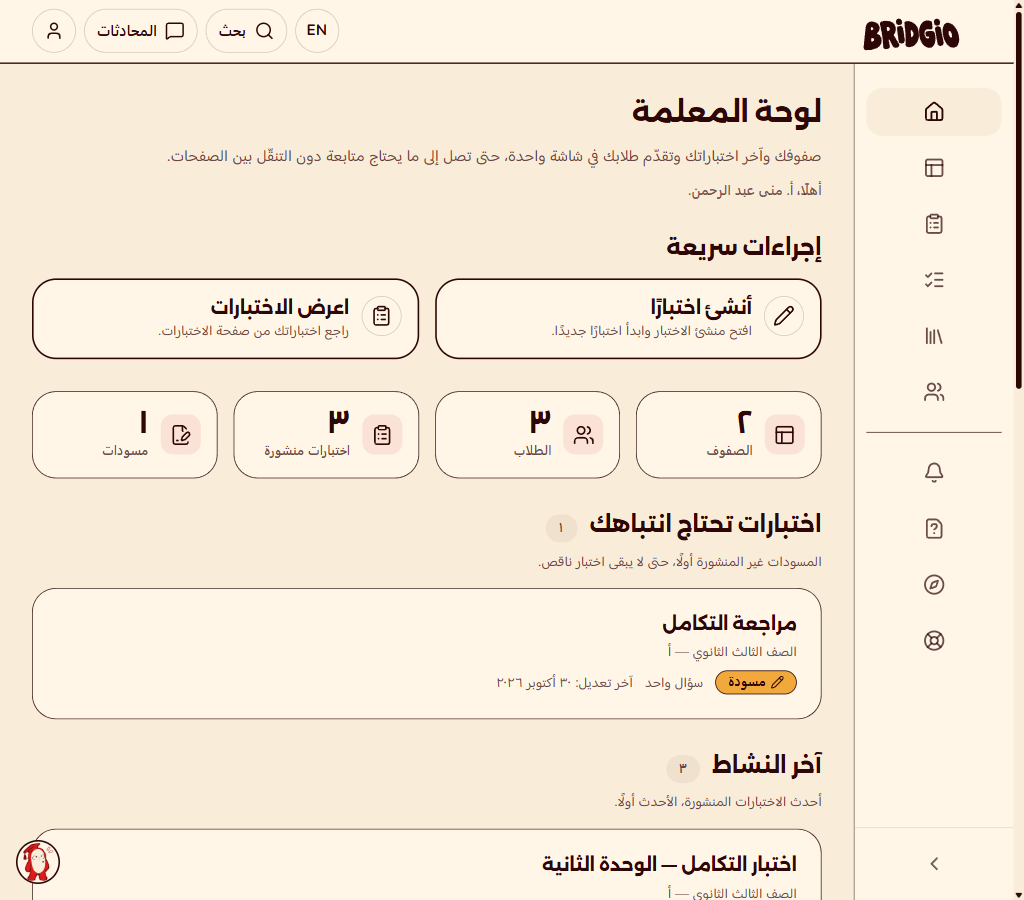 BRiDGiO
EN
بحث
المحادثات
لوحة المعلمة
صفوفك وآخر اختباراتك وتقدّم طلابك في شاشة واحدة، حتى تصل إلى ما يحتاج متابعة دون التنقّل بين الصفحات.
أهلًا، أ. منى عبد الرحمن.
إجراءات سريعة
أنشئ اختبارًا
افتح منشئ الاختبار وابدأ اختبارًا جديدًا.
اعرض الاختبارات
راجع اختباراتك من صفحة الاختبارات.
٢
الصفوف
٣
الطلاب
٣
اختبارات منشورة
١
مسودات
اختبارات تحتاج انتباهك ١
المسودات غير المنشورة أولًا، حتى لا يبقى اختبار ناقص.
مراجعة التكامل
الصف الثالث الثانوي — أ
مسودة سؤال واحد آخر تعديل: ٣٠ أكتوبر ٢٠٢٦
آخر النشاط ٣
أحدث الاختبارات المنشورة، الأحدث أولًا.
اختبار التكامل — الوحدة الثانية
الصف الثالث الثانوي — أ